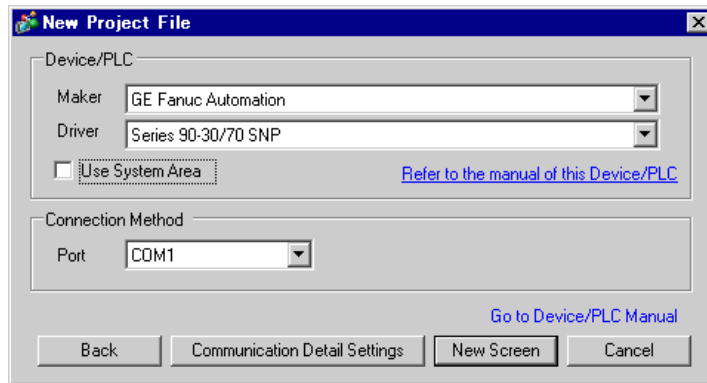 New Project File
Device/PLC
Maker GE Fanuc Automation
Driver Series 90-30/70 SNP
Use System Area Refer to the manual of this Device/PLC
Connection Method
Port COM1
Go to Device/PLC Manual
Back Communication Detail Settings New Screen Cancel